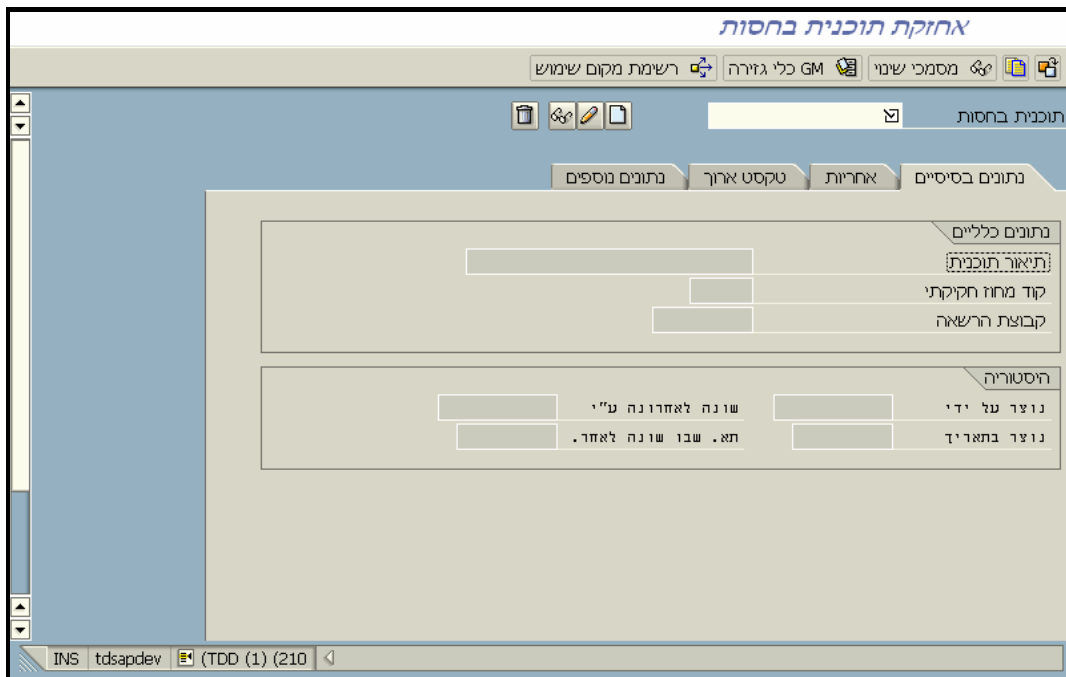 אחזקת תוכנית בחסות
מסמכי שינוי GM כלי גזירה רשימת מקום שימוש
תוכנית בחסות
נתונים בסיסיים אחריות טקסט ארוך נתונים נוספים
נתונים כלליים
תיאור תוכנית
קוד מחוז חקיקתי
קבוצת הרשאה
היסטוריה
נוצר על ידי שונה לאחרונה ע"י
נוצר בתאריך תא. שבו שונה לאחר.
INS tdsapdev (TDD (1) (210